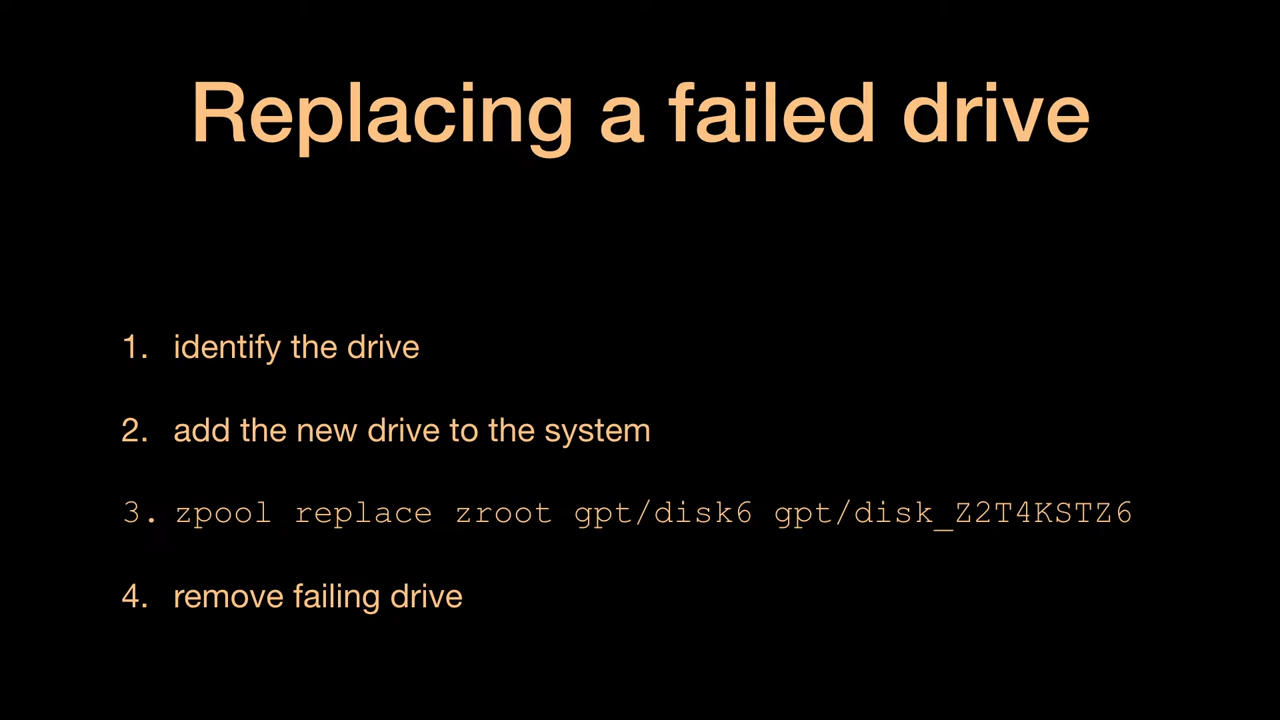 Replacing a failed drive
1. identify the drive
2. add the new drive to the system
3. zpool replace zroot gpt/disk6 gpt/disk_Z2T4KSTZ6
4. remove failing drive